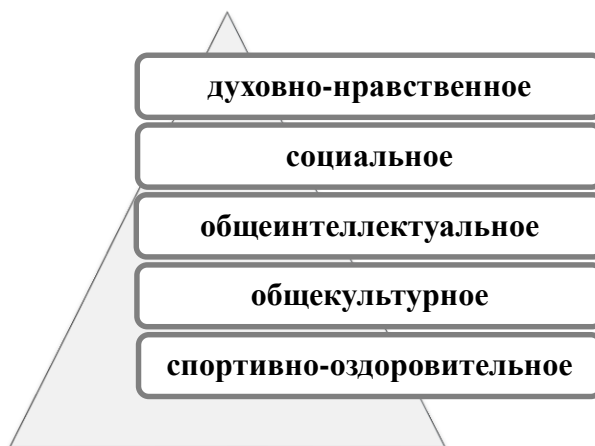 духовно-нравственное
социальное
общеинтеллектуальное
общекультурное
спортивно-оздоровительное